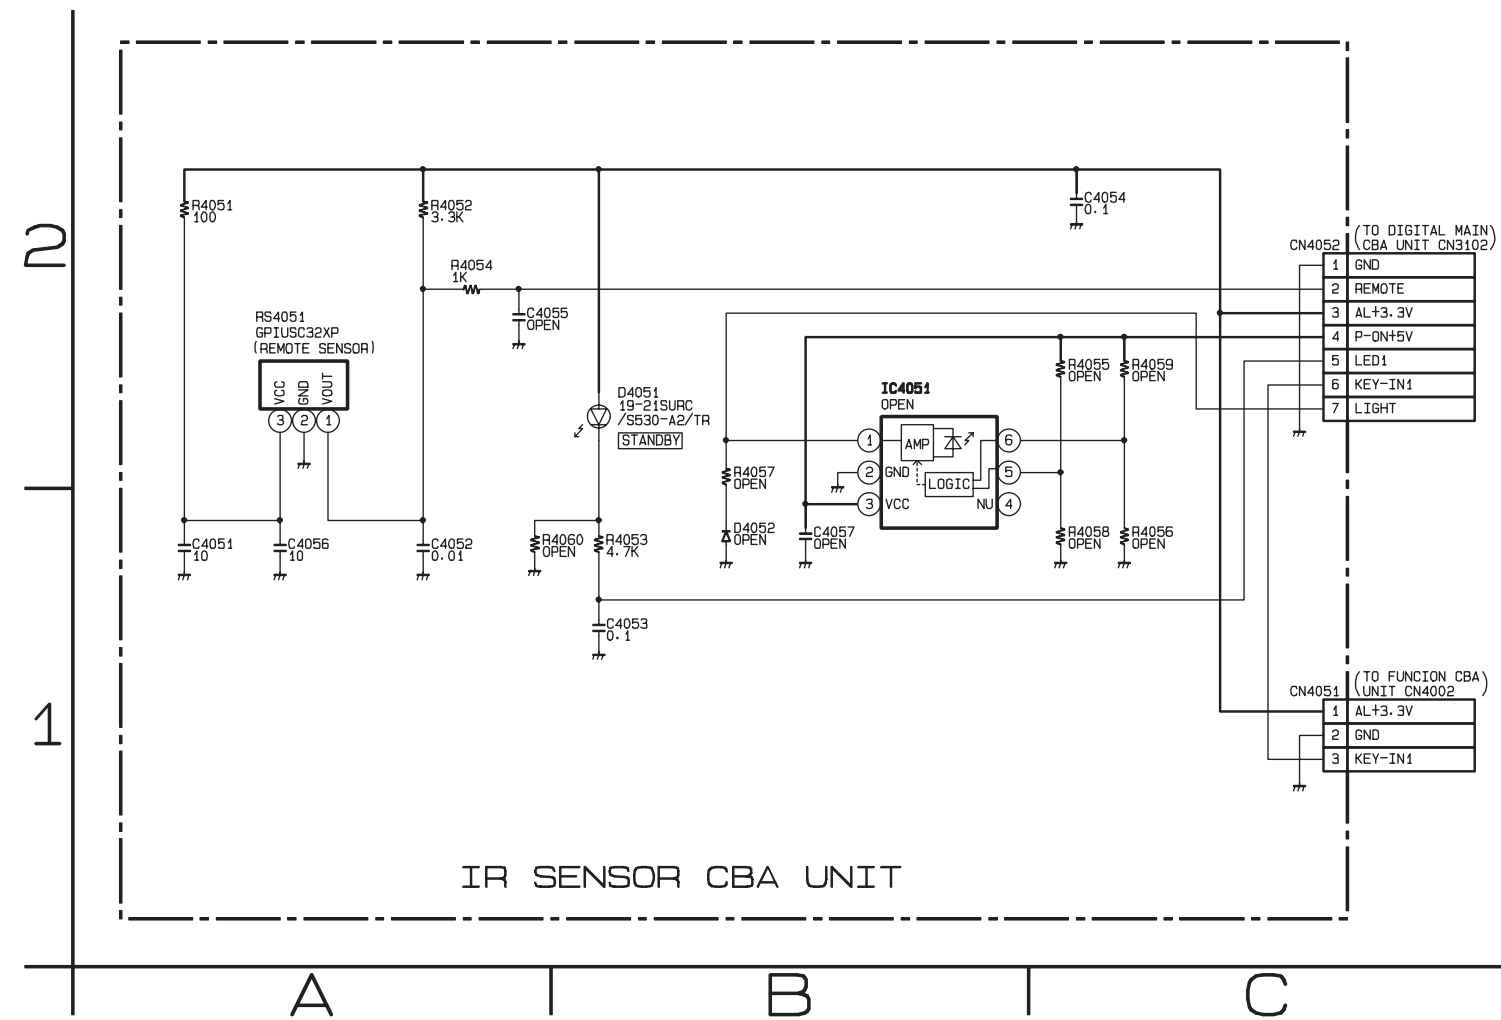 2
R4051
100
R4052
3.3K
C4054
0.1
CN4052
(TO DIGITAL MAIN)
(CBA UNIT CN3102)
1 GND
2 REMOTE
3 AL+3.3V
4 P-ON+5V
5 LED1
6 KEY-IN1
7 LIGHT
R4054
1K
C4055
OPEN
RS4051
GPIUSC32XP
(REMOTE SENSOR)
VCC GND VOUT
3 2 1
D4051
19-21SURC
/S530-A2/TR
STANDBY
R4055
OPEN
R4059
OPEN
IC4051
OPEN
1 AMP 6
2 GND LOGIC 5
3 VCC NU 4
R4057
OPEN
D4052
OPEN
C4057
OPEN
R4058
OPEN
R4056
OPEN
C4051
10
C4056
10
C4052
0.01
R4060
OPEN
R4053
4.7K
C4053
0.1
1
CN4051
(TO FUNCION CBA)
(UNIT CN4002)
1 AL+3.3V
2 GND
3 KEY-IN1
IR SENSOR CBA UNIT
A B C